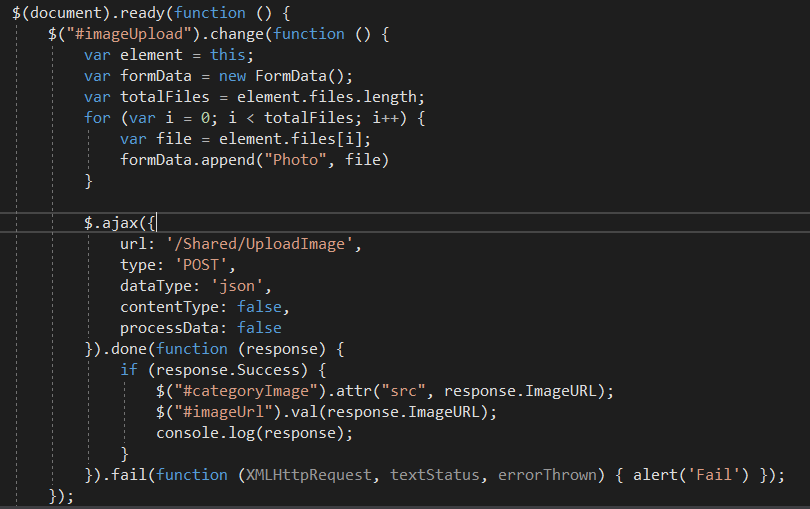 $(document).ready(function () {
$("#imageUpload").change(function () {
var element = this;
var formData = new FormData();
var totalFiles = element.files.length;
for (var i = 0; i < totalFiles; i++) {
var file = element.files[i];
formData.append("Photo", file)
}
$.ajax({
url: '/Shared/UploadImage',
type: 'POST',
dataType: 'json',
contentType: false,
processData: false
}).done(function (response) {
if (response.Success) {
$("#categoryImage").attr("src", response.ImageURL);
$("#imageUrl").val(response.ImageURL);
console.log(response);
}
}).fail(function (XMLHttpRequest, textStatus, errorThrown) { alert('Fail') });
});